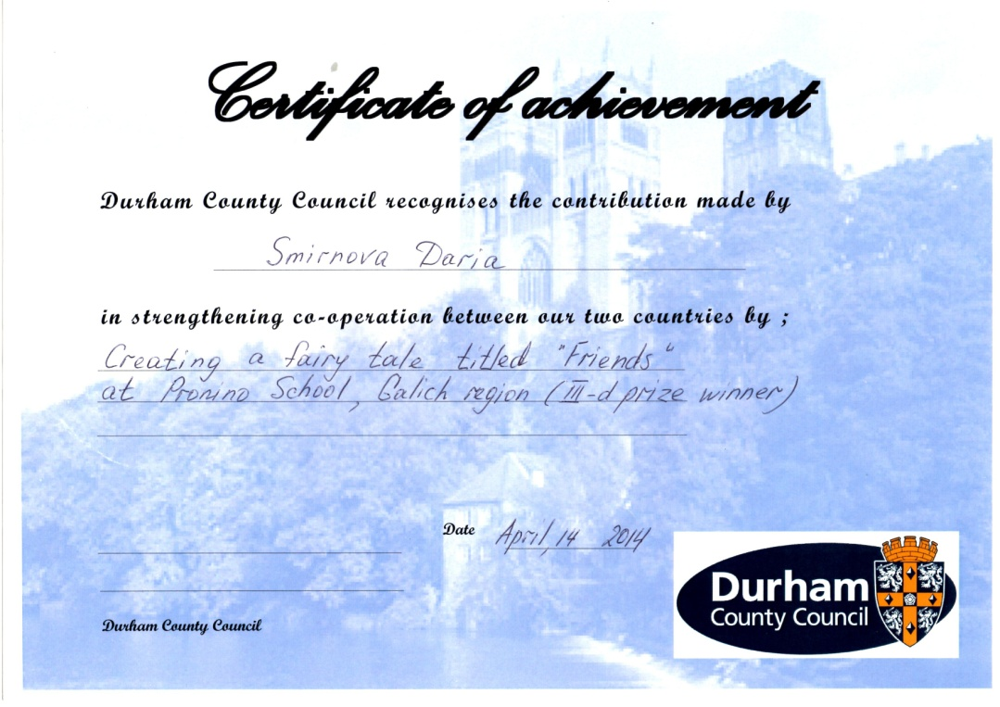 Certificate of achievement
Durham County Council recognises the contribution made by
Smirnova Daria
in strengthening co-operation between our two countries by ;
Creating a fairy tale titled "Friends"
at Pronino School, Galich region (III-d prize winner)
Date April, 14 2014
Durham County Council
Durham
County Council